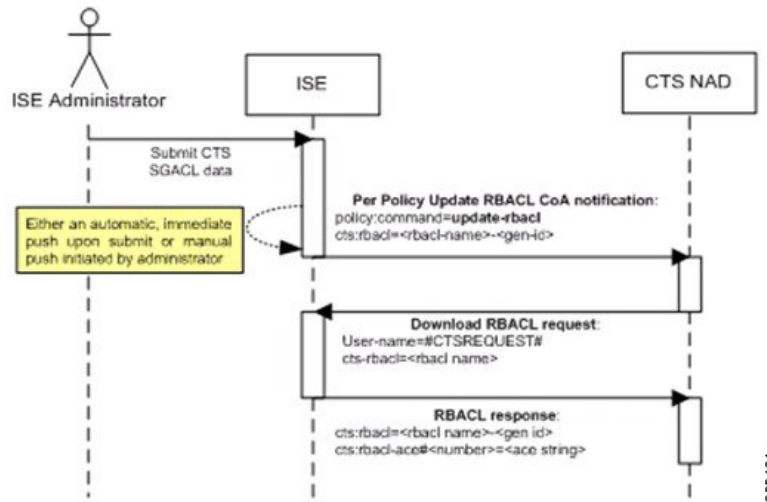 ISE Administrator
ISE
CTS NAD
Submit CTS
SGACL data
Either an automatic, immediate
push upon submit or manual
push initiated by administrator
Per Policy Update RBACL CoA notification:
policy:command=update-rbacl
cts:rbacl=<rbacl-name>-<gen-id>
Download RBACL request:
User-name=#CTSREQUEST#
cts-rbacl=<rbacl name>
RBACL response:
cts:rbacl=<rbacl name>-<gen id>
cts:rbacl-ace#<number>=<ace string>